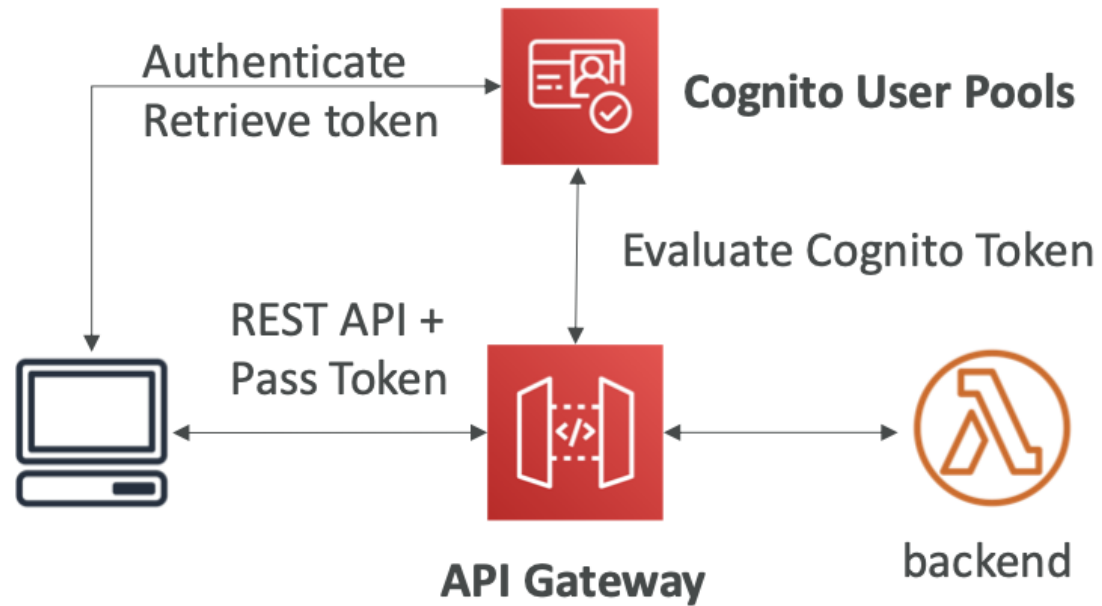 Authenticate
Retrieve token
Cognito User Pools
Evaluate Cognito Token
REST API +
Pass Token
</>
API Gateway
backend